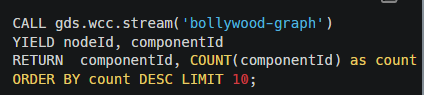 CALL gds.wcc.stream('bollywood-graph')
YIELD nodeId, componentId
RETURN  componentId, COUNT(componentId) as count
ORDER BY count DESC LIMIT 10;